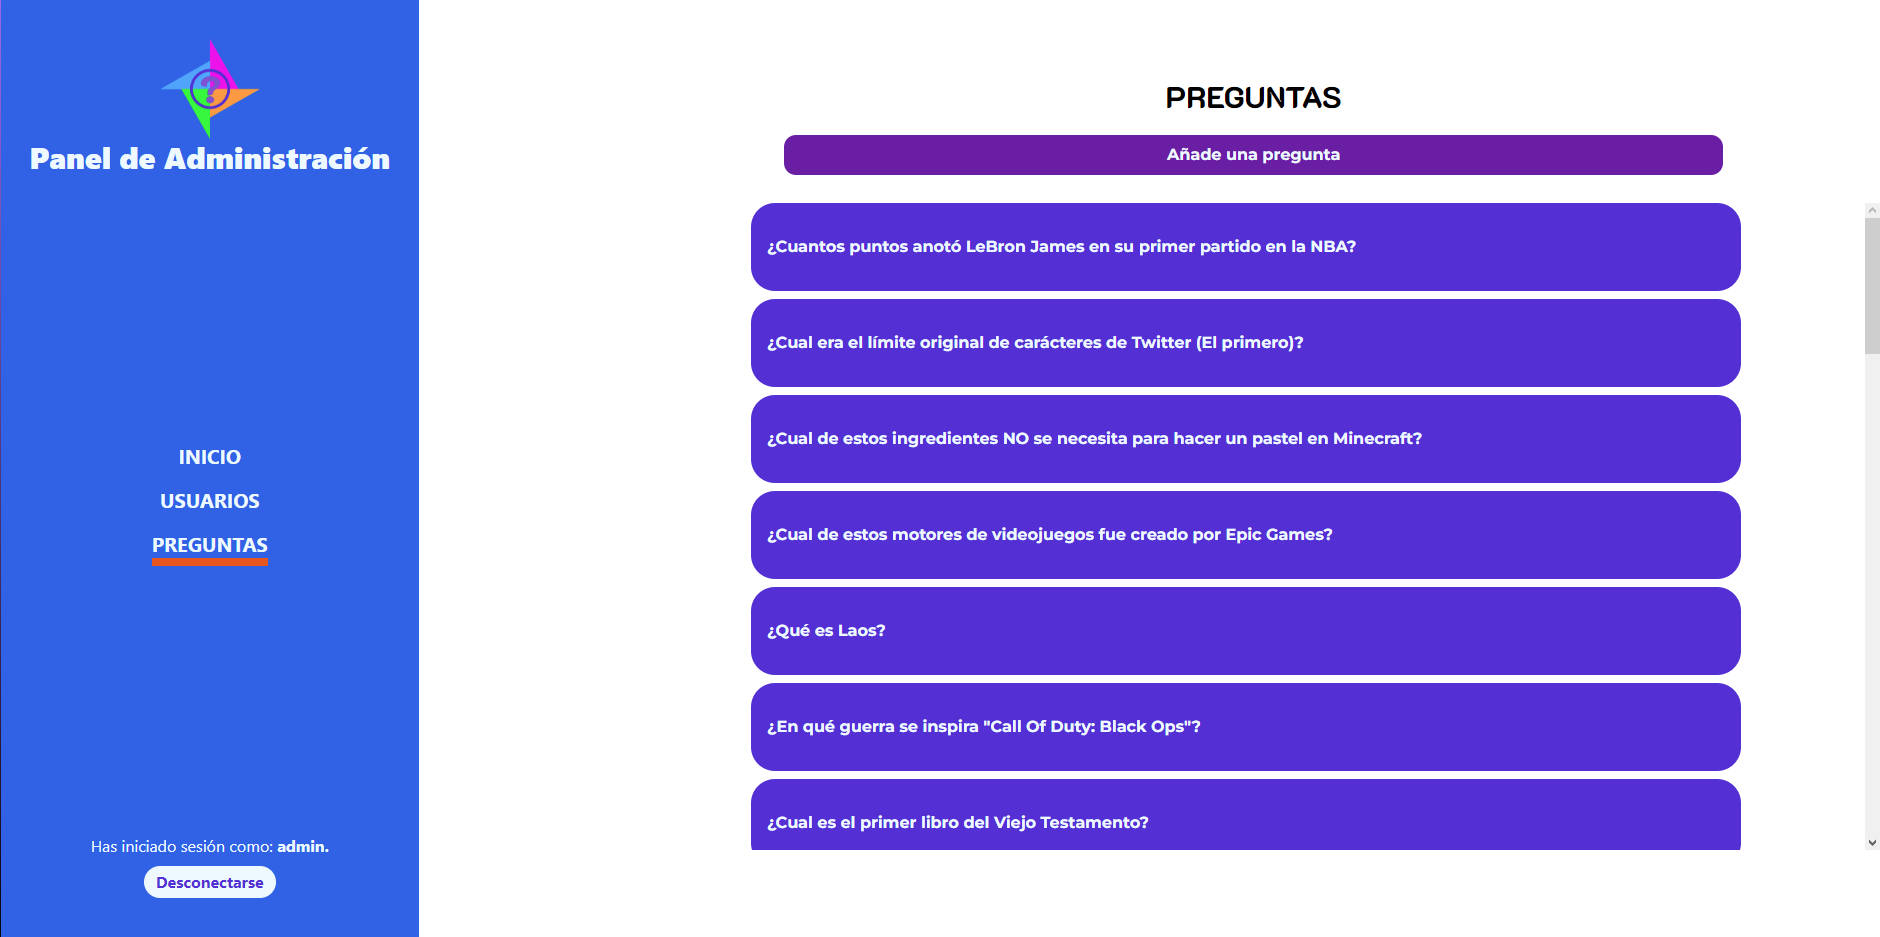 ?
Panel de Administración
INICIO
USUARIOS
PREGUNTAS
Has iniciado sesión como: admin.
Desconectarse
PREGUNTAS
Añade una pregunta
¿Cuantos puntos anotó LeBron James en su primer partido en la NBA?
¿Cual era el límite original de carácteres de Twitter (El primero)?
¿Cual de estos ingredientes NO se necesita para hacer un pastel en Minecraft?
¿Cual de estos motores de videojuegos fue creado por Epic Games?
¿Qué es Laos?
¿En qué guerra se inspira "Call Of Duty: Black Ops"?
¿Cual es el primer libro del Viejo Testamento?